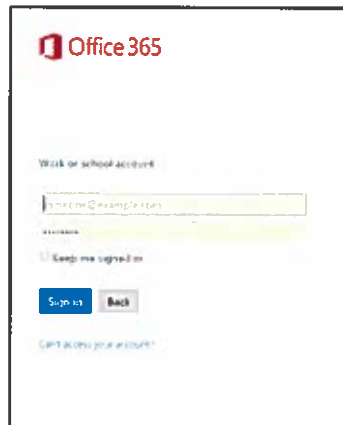 Office 365
Work or school account
someone@example.com
Keep me signed in
Sign in
Back
Can't access your account?